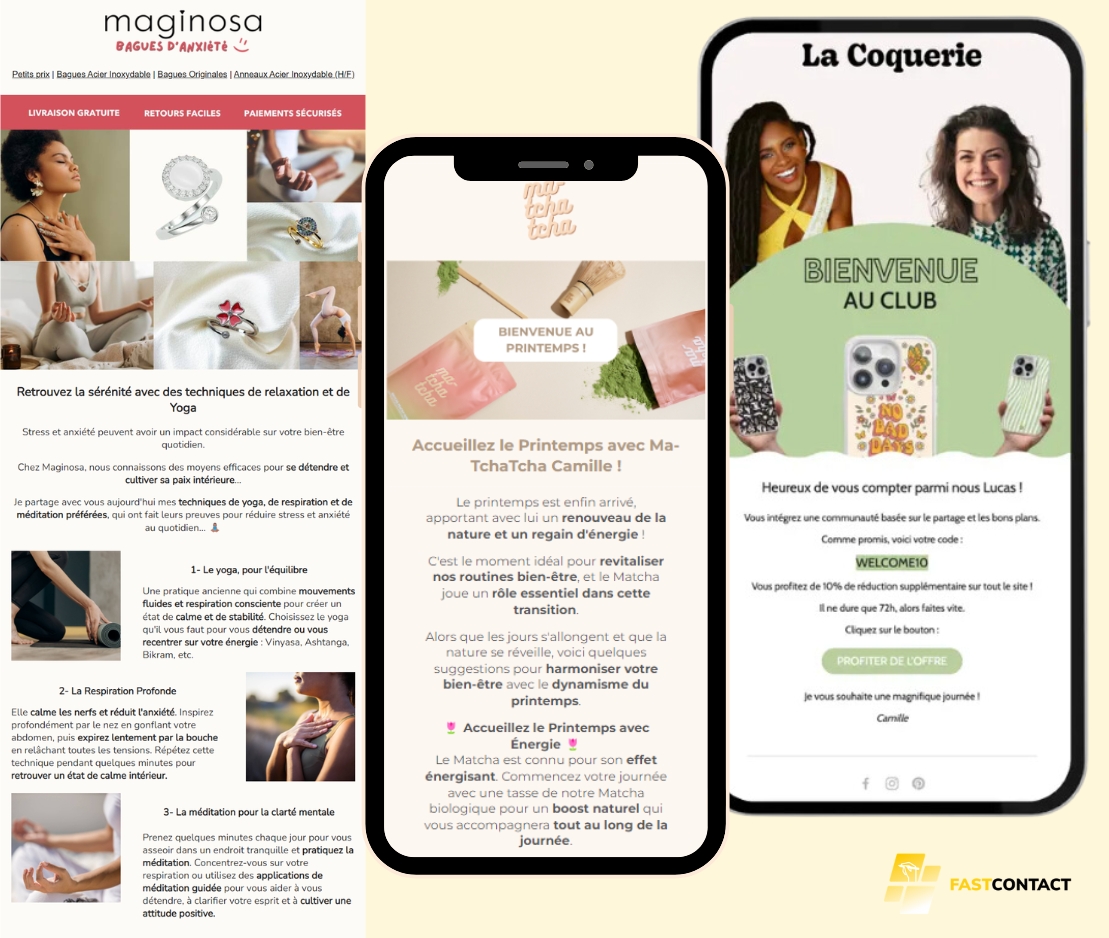 maginosa
BAGUES D'ANXIÉTÉ
Petits prix | Bagues Acier Inoxydable | Bagues Originales | Anneaux Acier Inoxydable (H/F)
LIVRAISON GRATUITE RETOURS FACILES PAIEMENTS SÉCURISÉS
Retrouvez la sérénité avec des techniques de relaxation et de
Yoga
Stress et anxiété peuvent avoir un impact considérable sur votre bien-être
quotidien.
Chez Maginosa, nous connaissons des moyens efficaces pour se détendre et
cultiver sa paix intérieure...
Je partage avec vous aujourd'hui mes techniques de yoga, de respiration et de
méditation préférées, qui ont fait leurs preuves pour réduire stress et anxiété
au quotidien...
1- Le yoga, pour l'équilibre
Une pratique ancienne qui combine mouvements
fluides et respiration consciente pour créer un
état de calme et de stabilité. Choisissez le yoga
qu'il vous faut pour vous détendre ou vous
recentrer sur votre énergie : Vinyasa, Ashtanga,
Bikram, etc.
2- La Respiration Profonde
Elle calme les nerfs et réduit l'anxiété. Inspirez
profondément par le nez en gonflant votre
abdomen, puis expirez lentement par la bouche
en relâchant toutes les tensions. Répétez cette
technique pendant quelques minutes pour
retrouver un état de calme intérieur.
3- La méditation pour la clarté mentale
Prenez quelques minutes chaque jour pour vous
asseoir dans un endroit tranquille et pratiquez la
méditation. Concentrez-vous sur votre
respiration ou utilisez des applications de
méditation guidée pour vous aider à vous
détendre, à clarifier votre esprit et à cultiver une
attitude positive.
ma
tcha
tcha
BIENVENUE AU
PRINTEMPS !
ma
tcha
tcha
ma
tcha
tcha
Accueillez le Printemps avec Ma-
TchaTcha Camille !
Le printemps est enfin arrivé,
apportant avec lui un renouveau de la
nature et un regain d'énergie !
C'est le moment idéal pour revitaliser
nos routines bien-être, et le Matcha
joue un rôle essentiel dans cette
transition.
Alors que les jours s'allongent et que la
nature se réveille, voici quelques
suggestions pour harmoniser votre
bien-être avec le dynamisme du
printemps.
🌷 Accueillez le Printemps avec
Énergie 🌷
Le Matcha est connu pour son effet
énergisant. Commencez votre journée
avec une tasse de notre Matcha
biologique pour un boost naturel qui
vous accompagnera tout au long de la
journée.
La Coquerie
BIENVENUE
AU CLUB
NO
BAD
DAYS
Heureux de vous compter parmi nous Lucas !
Vous intégrez une communauté basée sur le partage et les bons plans.
Comme promis, voici votre code :
WELCOME10
Vous profitez de 10% de réduction supplémentaire sur tout le site !
Il ne dure que 72h, alors faites vite.
Cliquez sur le bouton :
PROFITER DE L'OFFRE
Je vous souhaite une magnifique journée !
Camille
FASTCONTACT